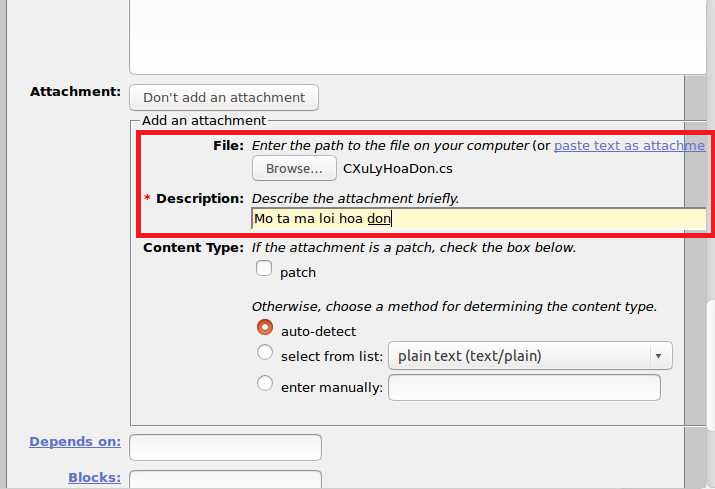 Attachment: Don't add an attachment
Add an attachment
File: Enter the path to the file on your computer (or paste text as attachme
Browse... CXuLyHoaDon.cs
* Description: Describe the attachment briefly.
Mo ta ma loi hoa don
Content Type: If the attachment is a patch, check the box below.
patch
Otherwise, choose a method for determining the content type.
auto-detect
select from list: plain text (text/plain)
enter manually:
Depends on:
Blocks: